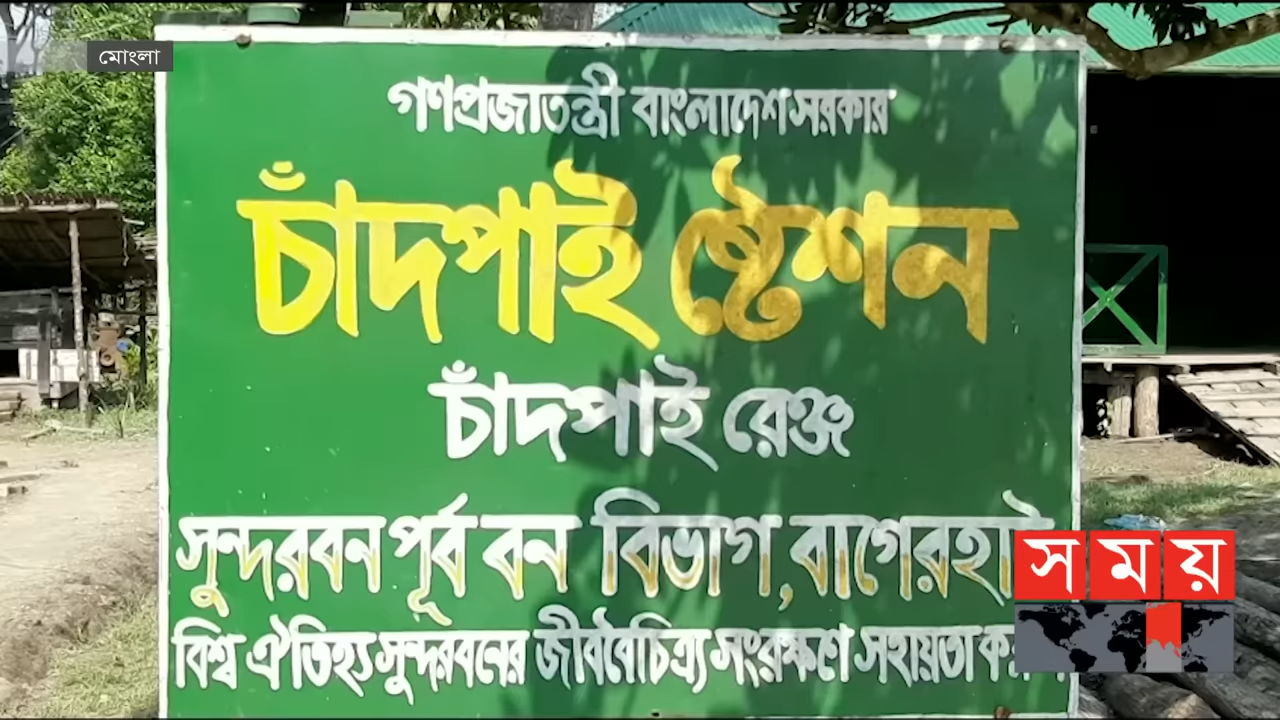 মোংলা
গণপ্রজাতন্ত্রী বাংলাদেশ সরকার
চাঁদপাই ষ্টেশন
চাঁদপাই রেঞ্জ
সুন্দরবন পূর্ব বন বিভাগ, বাগেরহাট
বিশ্ব ঐতিহ্য সুন্দরবনের জীববৈচিত্র্য সংরক্ষণে সহায়তা
সময়